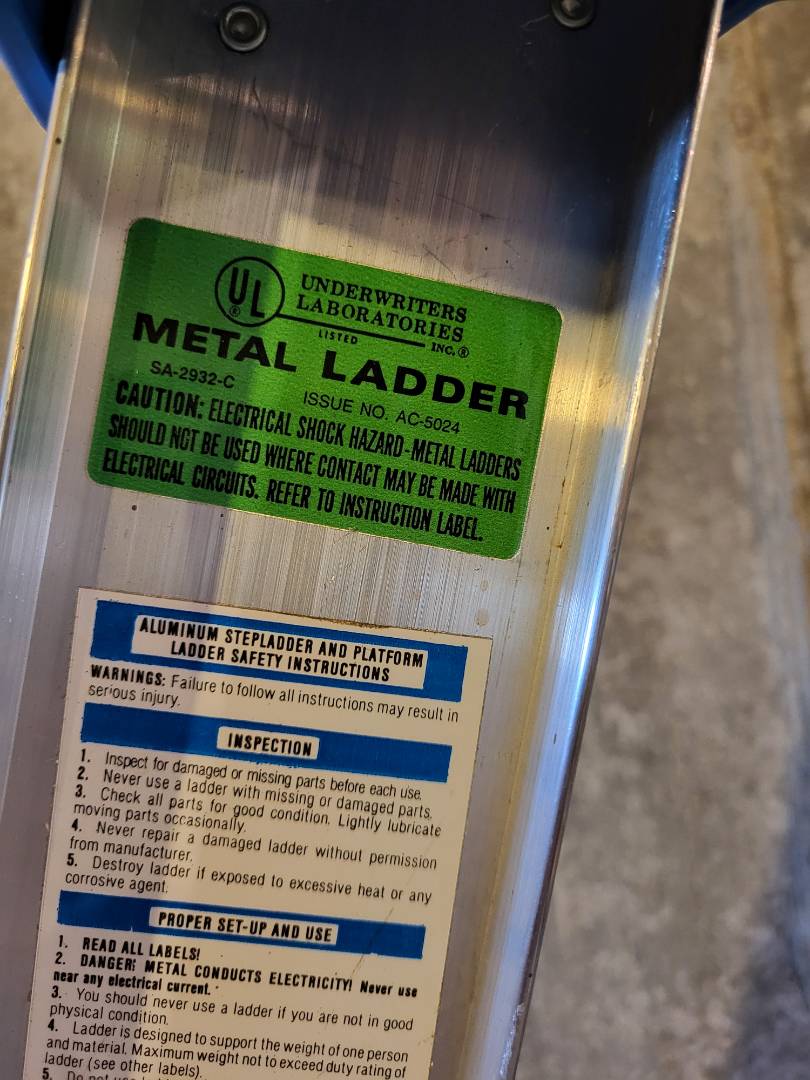 UL
®
UNDERWRITERS
LABORATORIES
INC.®
LISTED
METAL LADDER
SA-2932-C
ISSUE NO. AC-5024
CAUTION: ELECTRICAL SHOCK HAZARD-METAL LADDERS
SHOULD NOT BE USED WHERE CONTACT MAY BE MADE WITH
ELECTRICAL CIRCUITS. REFER TO INSTRUCTION LABEL.
ALUMINUM STEPLADDER AND PLATFORM
LADDER SAFETY INSTRUCTIONS
WARNINGS: Failure to follow all instructions may result in
serious injury.
INSPECTION
1. Inspect for damaged or missing parts before each use.
2. Never use a ladder with missing or damaged parts.
3. Check all parts for good condition. Lightly lubricate
moving parts occasionally.
4. Never repair a damaged ladder without permission
from manufacturer.
5. Destroy ladder if exposed to excessive heat or any
corrosive agent.
PROPER SET-UP AND USE
1. READ ALL LABELS!
2. DANGER! METAL CONDUCTS ELECTRICITY! Never use
near any electrical current.
3. You should never use a ladder if you are not in good
physical condition.
4. Ladder is designed to support the weight of one person
and material. Maximum weight not to exceed duty rating of
ladder (see other labels).
5. Do not